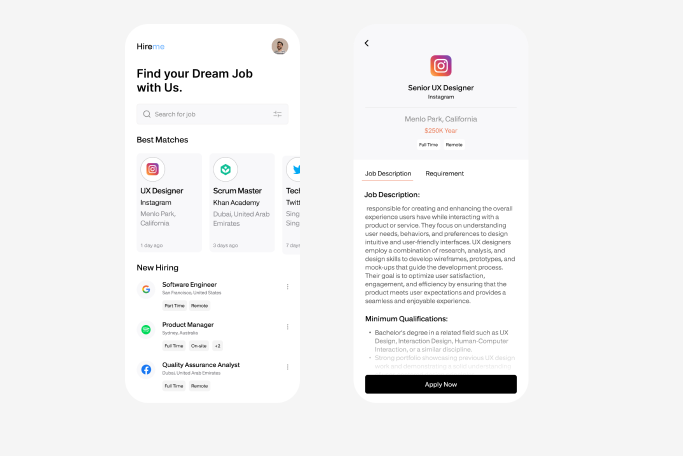 Hireme
Find your Dream Job
with Us.
Search for job
Best Matches
UX Designer
Instagram
Menlo Park,
California
1 day ago
Scrum Master
Khan Academy
Dubai, United Arab
Emirates
3 days ago
Tech
Twitt
Sing
Sing
7 days
New Hiring
Software Engineer
San Francisco, United States
Part Time Remote
Product Manager
Sydney, Australia
Full Time On-site +2
Quality Assurance Analyst
Dubai, United Arab Emirates
Full Time Remote
Senior UX Designer
Instagram
Menlo Park, California
$250K Year
Full Time Remote
Job Description Requirement
Job Description:
responsible for creating and enhancing the overall
experience users have while interacting with a
product or service. They focus on understanding
user needs, behaviors, and preferences to design
intuitive and user-friendly interfaces. UX designers
employ a combination of research, analysis, and
design skills to develop wireframes, prototypes, and
mock-ups that guide the development process.
Their goal is to optimize user satisfaction,
engagement, and efficiency by ensuring that the
product meets user expectations and provides a
seamless and enjoyable experience.
Minimum Qualifications:
• Bachelor's degree in a related field such as UX
Design, Interaction Design, Human-Computer
Interaction, or a similar discipline.
• Strong portfolio showcasing previous UX design
Apply Now